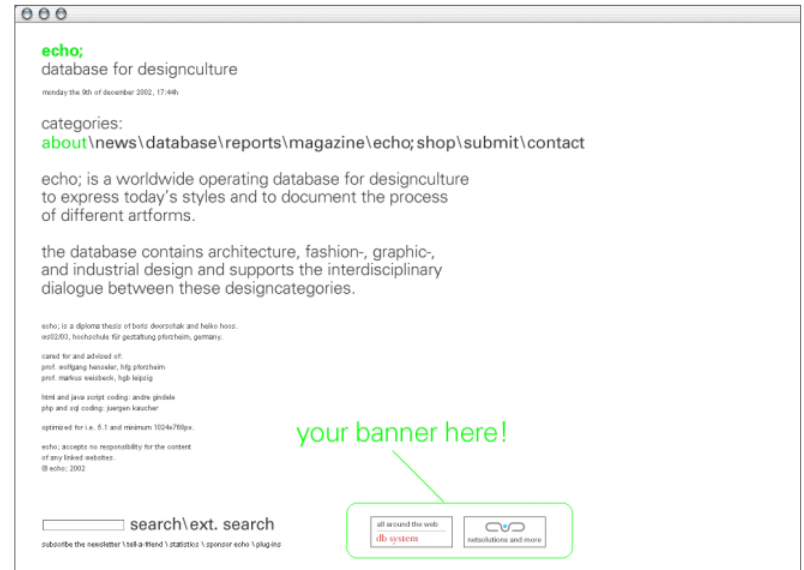 echo;
database for designculture
monday the 9th of december 2002, 17:44h
categories:
about\news\database\reports\magazine\echo;shop\submit\contact
echo; is a worldwide operating database for designculture
to express today's styles and to document the process
of different artforms.
the database contains architecture, fashion-, graphic-,
and industrial design and supports the interdisciplinary
dialogue between these designcategories.
echo; is a diploma thesis of boris dworschak and heiko hoos.
ws02/03, hochschule für gestaltung pforzheim, germany.
cared for and advised of:
prof. wolfgang henseler, hfg pforzheim
prof. markus weisbeck, hgb leipzig
html and java script coding: andre gindele
php and sql coding: juergen kaucher
optimized for i.e. 5.1 and minimum 1024x768px.
echo; accepts no responsibility for the content
of any linked websites.
@ echo; 2002
your banner here!
search\ext. search
subscribe the newsletter \ tell-a-friend \ statistics \ sponsor echo \ plug-ins
all around the web
db system
netsolutions and more